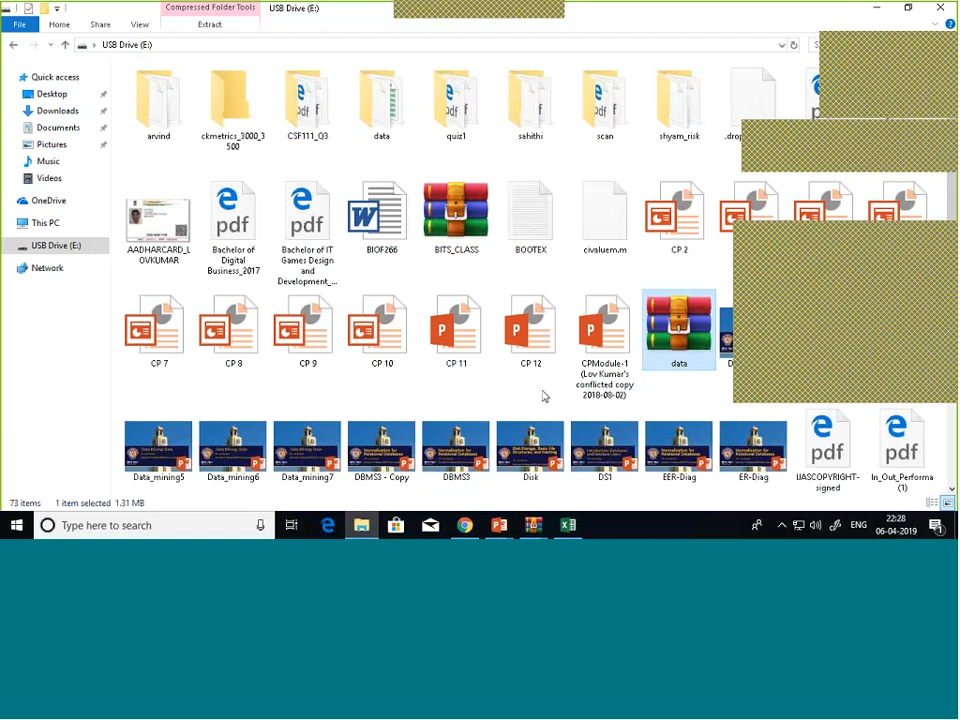 Compressed Folder Tools
USB Drive (E:)
File
Home
Share
View
Extract
USB Drive (E:)
Quick access
Desktop
Downloads
Documents
Pictures
Music
Videos
OneDrive
This PC
USB Drive (E:)
Network
arvind
ckmetrics_3000_3
500
CSF111_Q3
data
quiz1
sahithi
scan
shyam_risk
AADHARCARD_L
OVKUMAR
Bachelor of
Digital
Business_2017
Bachelor of IT
Games Design
and
Development_...
BIOF266
BITS_CLASS
BOOTEX
civaluem.m
CP 2
CP 7
CP 8
CP 9
CP 10
CP 11
CP 12
CPModule-1
(Lov Kumar's
conflicted copy
2018-08-02)
data
Data_mining5
Data_mining6
Data_mining7
DBMS3 - Copy
DBMS3
Disk
DS1
EER-Diag
ER-Diag
IJASCOPYRIGHT-
signed
In_Out_Performa
(1)
73 items
1 item selected
1.31 MB
Type here to search
ENG
22:28
06-04-2019